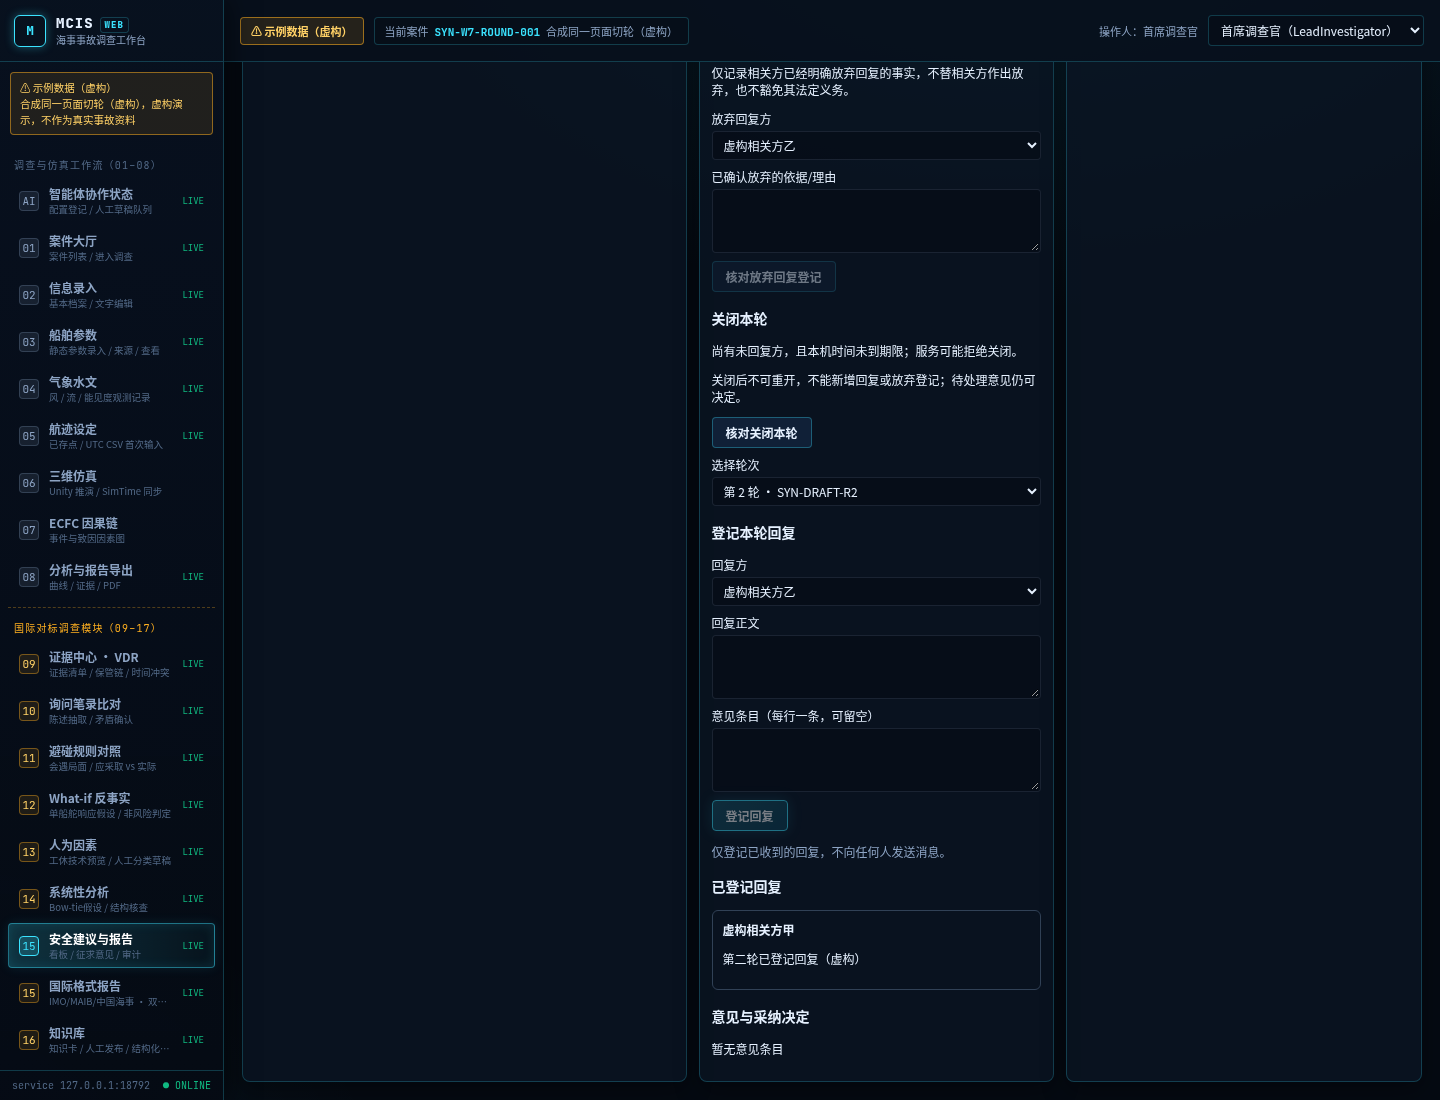 M
MCIS WEB
海事事故调查工作台
⚠ 示例数据（虚构）
当前案件 SYN-W7-ROUND-001 合成同一页面切轮（虚构）
操作人：首席调查官
首席调查官（LeadInvestigator）
⚠ 示例数据（虚构）
合成同一页面切轮（虚构），虚构演
示，不作为真实事故资料
调查与仿真工作流（01-08）
AI 智能体协作状态 LIVE
配置登记 / 人工草稿队列
01 案件大厅 LIVE
案件列表 / 进入调查
02 信息录入 LIVE
基本档案 / 文字编辑
03 船舶参数 LIVE
静态参数录入 / 来源 / 查看
04 气象水文 LIVE
风 / 流 / 能见度观测记录
05 航迹设定 LIVE
已存点 / UTC CSV 首次输入
06 三维仿真
Unity 推演 / SimTime 同步
07 ECFC 因果链
事件与致因因素图
08 分析与报告导出 LIVE
曲线 / 证据 / PDF
国际对标调查模块（09-17）
09 证据中心 · VDR LIVE
证据清单 / 保管链 / 时间冲突
10 询问笔录比对 LIVE
陈述抽取 / 矛盾确认
11 避碰规则对照 LIVE
会遇局面 / 应采取 vs 实际
12 What-if 反事实 LIVE
单船舵响应假设 / 非风险判定
13 人为因素 LIVE
工休技术预览 / 人工分类草稿
14 系统性分析 LIVE
Bow-tie假设 / 结构核查
15 安全建议与报告 LIVE
看板 / 征求意见 / 审计
15 国际格式报告 LIVE
IMO/MAIB/中国海事 · 双…
16 知识库 LIVE
知识卡 / 人工发布 / 结构化…
service 127.0.0.1:18792 ● ONLINE
仅记录相关方已经明确放弃回复的事实，不替相关方作出放
弃，也不豁免其法定义务。
放弃回复方
虚构相关方乙
已确认放弃的依据/理由
核对放弃回复登记
关闭本轮
尚有未回复方，且本机时间未到期限；服务可能拒绝关闭。
关闭后不可重开，不能新增回复或放弃登记；待处理意见仍可
决定。
核对关闭本轮
选择轮次
第 2 轮 · SYN-DRAFT-R2
登记本轮回复
回复方
虚构相关方乙
回复正文
意见条目（每行一条，可留空）
登记回复
仅登记已收到的回复，不向任何人发送消息。
已登记回复
虚构相关方甲
第二轮已登记回复（虚构）
意见与采纳决定
暂无意见条目